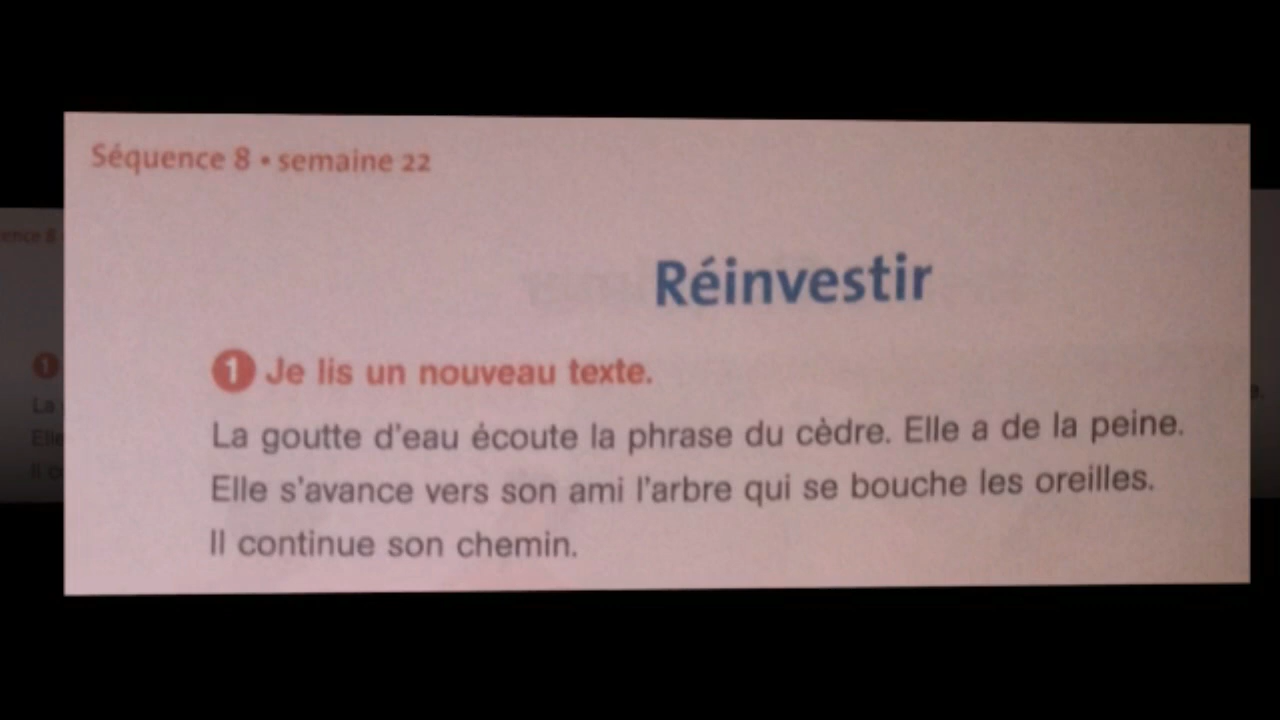 Séquence 8 • semaine 22
Réinvestir
1 Je lis un nouveau texte.
La goutte d'eau écoute la phrase du cèdre. Elle a de la peine.
Elle s'avance vers son ami l'arbre qui se bouche les oreilles.
Il continue son chemin.